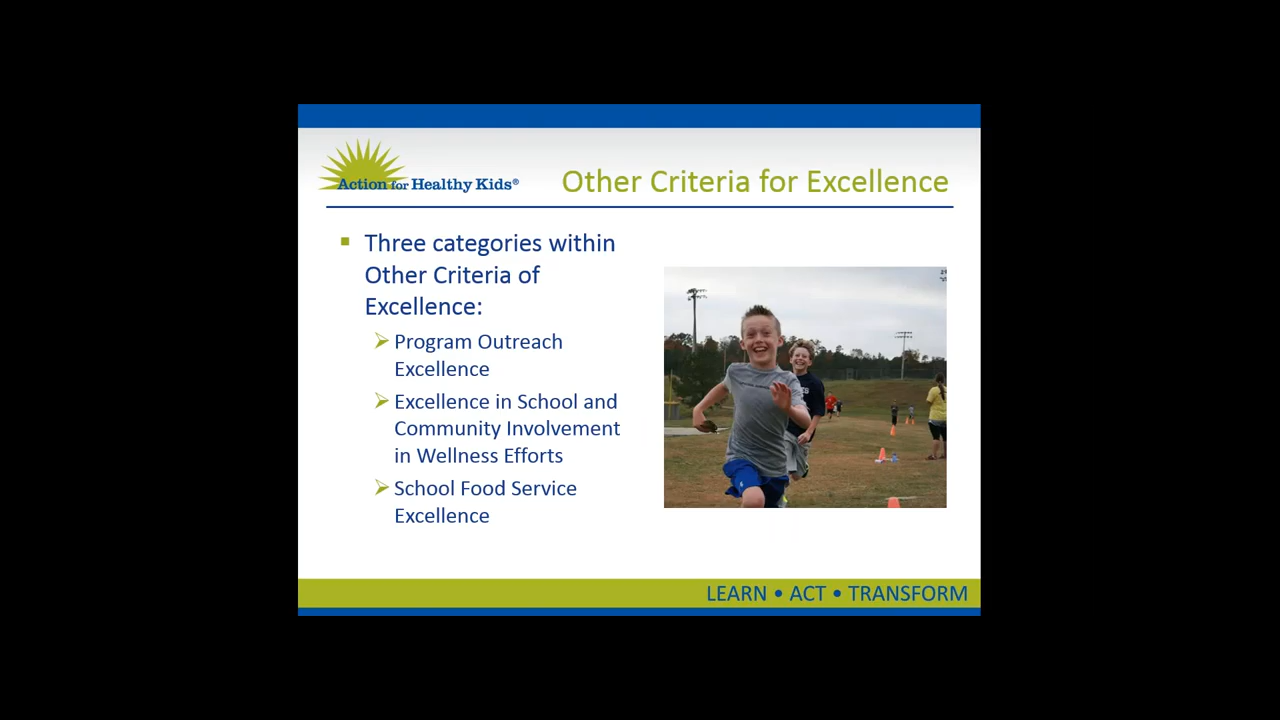 Action for Healthy Kids®
Other Criteria for Excellence
Three categories within
Other Criteria of
Excellence:
Program Outreach
Excellence
Excellence in School and
Community Involvement
in Wellness Efforts
School Food Service
Excellence
LEARN • ACT • TRANSFORM